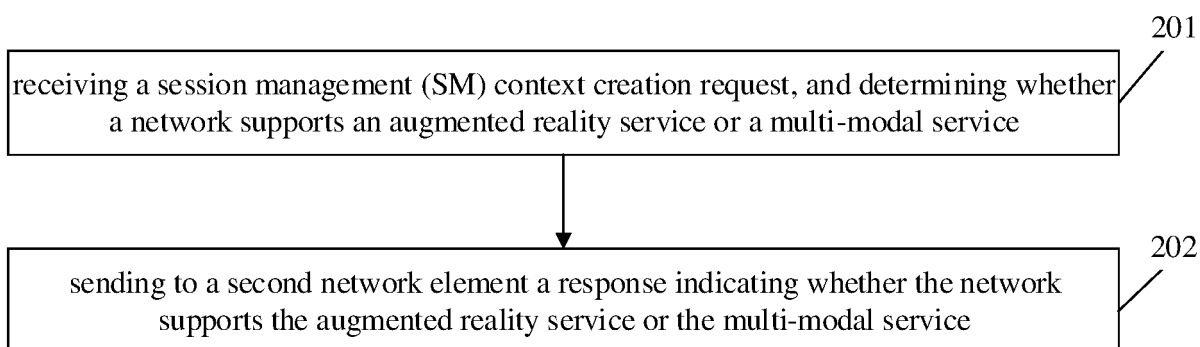 201
receiving a session management (SM) context creation request, and determining whether
a network supports an augmented reality service or a multi-modal service
202
sending to a second network element a response indicating whether the network
supports the augmented reality service or the multi-modal service